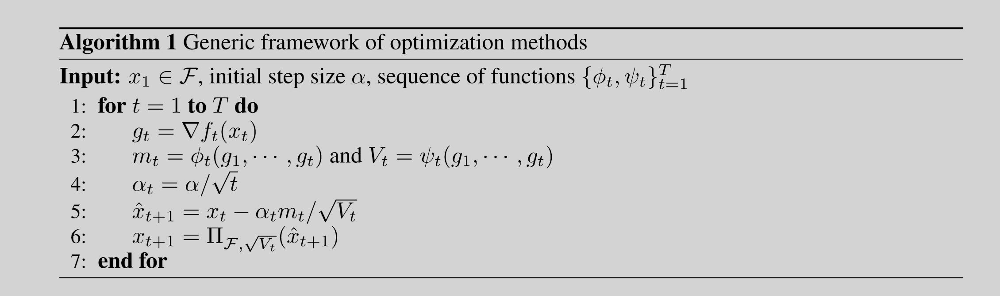 Algorithm 1 Generic framework of optimization methods
Input: $x_1 \in \mathcal{F}$, initial step size $\alpha$, sequence of functions $\{\phi_t, \psi_t\}_{t=1}^{T}$
1: for $t = 1$ to $T$ do
2: $g_t = \nabla f_t(x_t)$
3: $m_t = \phi_t(g_1, \cdots, g_t)$ and $V_t = \psi_t(g_1, \cdots, g_t)$
4: $\alpha_t = \alpha/\sqrt{t}$
5: $\hat{x}_{t+1} = x_t - \alpha_t m_t/\sqrt{V_t}$
6: $x_{t+1} = \Pi_{\mathcal{F},\sqrt{V_t}}(\hat{x}_{t+1})$
7: end for